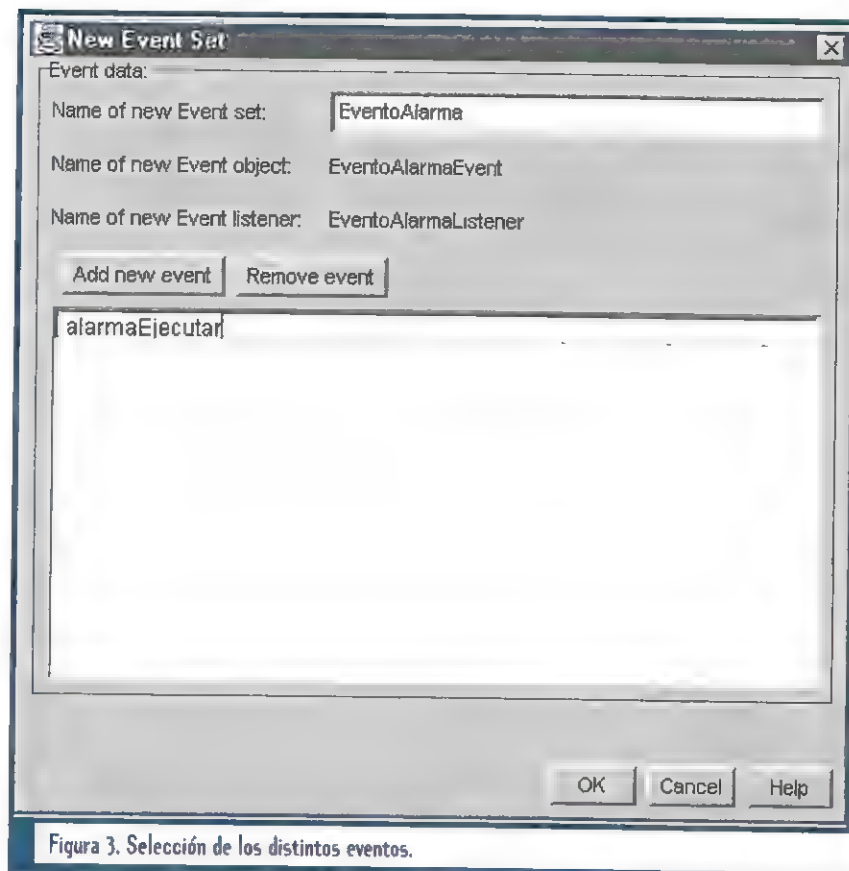 New Event Set
Event data:
Name of new Event set: EventoAlarma
Name of new Event object: EventoAlarmaEvent
Name of new Event listener: EventoAlarmaListener
Add new event Remove event
alarmaEjecutar
OK Cancel Help
Figura 3. Selección de los distintos eventos.